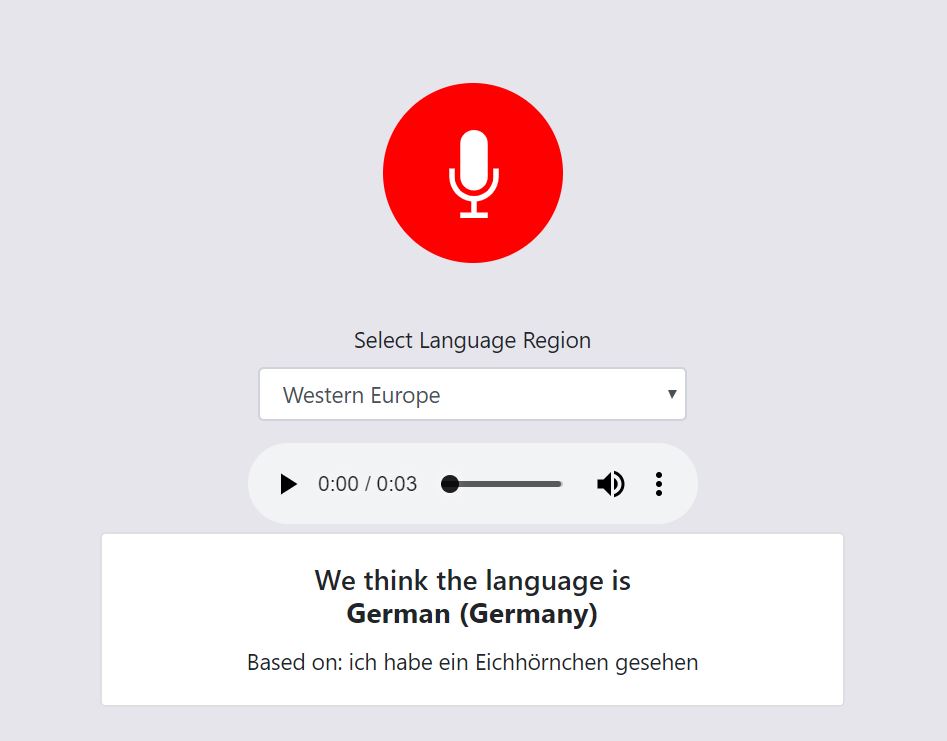 Select Language Region
Western Europe
0:00 / 0:03
We think the language is
German (Germany)
Based on: ich habe ein Eichhörnchen gesehen